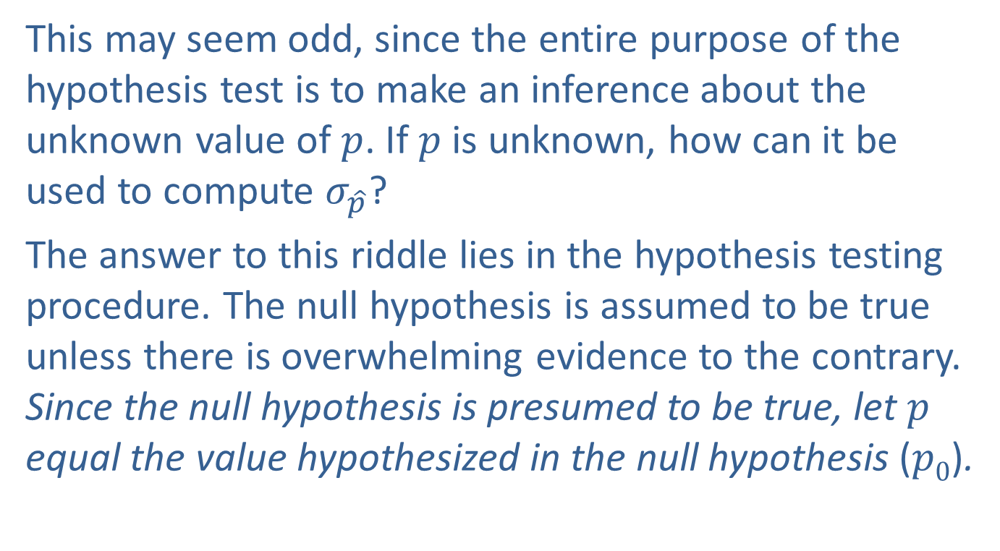 This may seem odd, since the entire purpose of the
hypothesis test is to make an inference about the
unknown value of p. If p is unknown, how can it be
used to compute σ_p̂?
The answer to this riddle lies in the hypothesis testing
procedure. The null hypothesis is assumed to be true
unless there is overwhelming evidence to the contrary.
Since the null hypothesis is presumed to be true, let p
equal the value hypothesized in the null hypothesis (p₀).